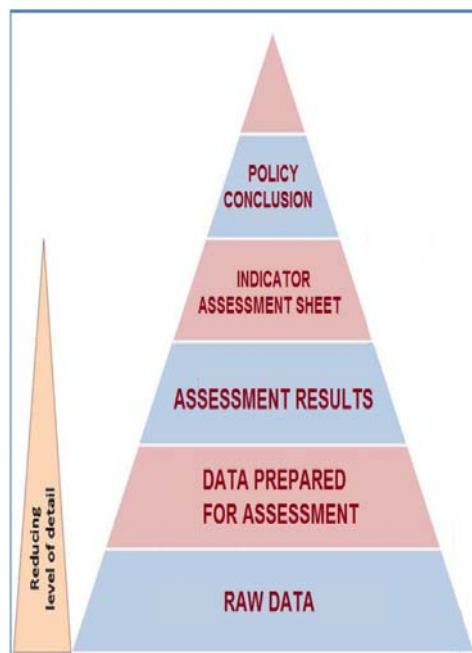 POLICY
CONCLUSION
INDICATOR
ASSESSMENT SHEET
ASSESSMENT RESULTS
DATA PREPARED
FOR ASSESSMENT
RAW DATA
Reducing
level of detail